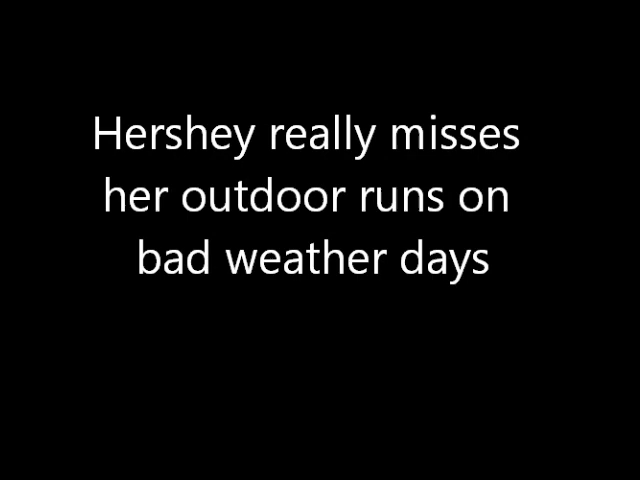 Hershey really misses
her outdoor runs on
bad weather days